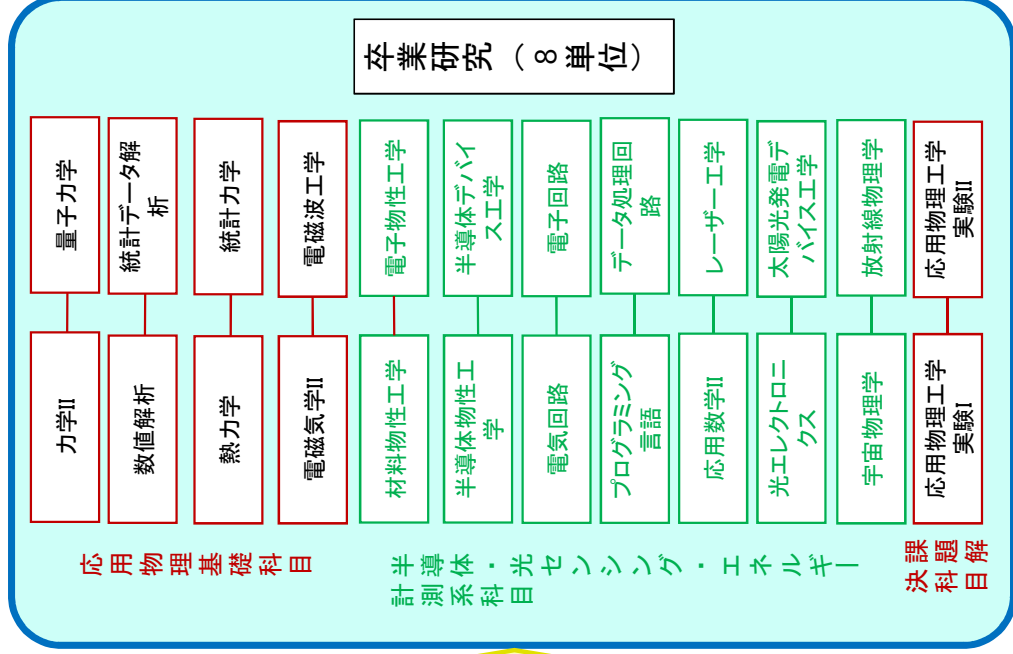 卒業研究（８単位）
量子力学
統計データ解
析
統計力学
電磁波工学
電子物性工学
半導体デバイ
ス工学
電子回路
データ処理回
路
レーザー工学
太陽光発電デ
バイス工学
放射線物理学
応用物理工学
実験II
力学II
数値解析
熱力学
電磁気学II
材料物性工学
半導体物性工
学
電気回路
プログラミング
言語
応用数学II
光エレクトロニ
クス
宇宙物理学
応用物理工学
実験I
応用物理基礎科目
半導体・光センシング・エネルギー
計測系科目
課題解
決科目